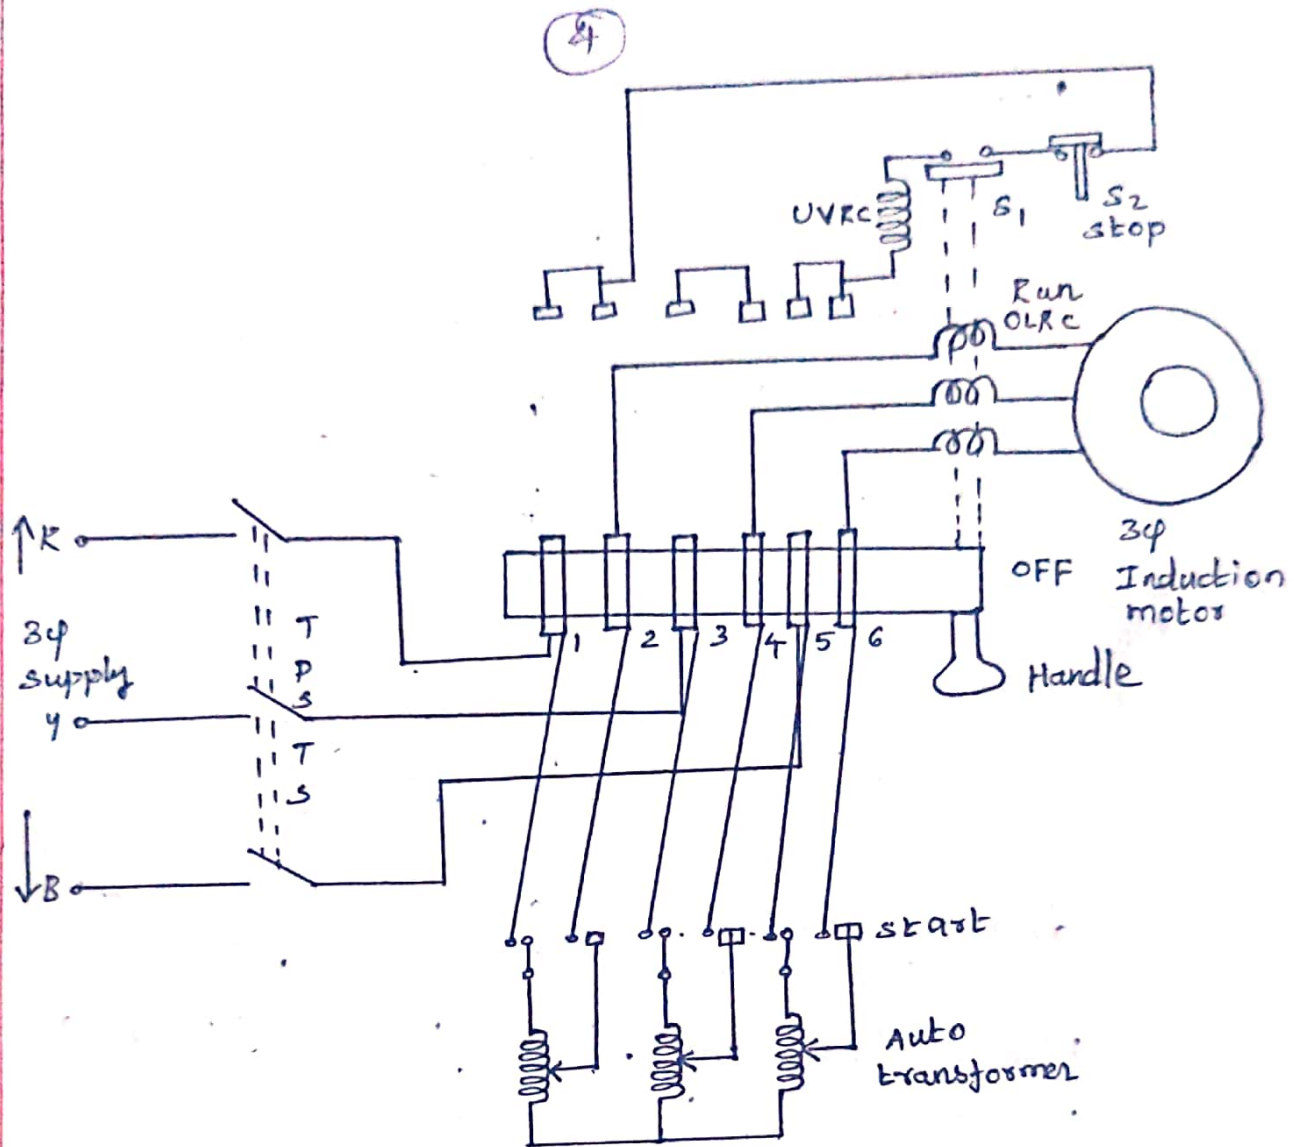 4
UVRC
S1
S2
stop
Run
OLRC
R
3φ
supply
Y
B
T
P
S
T
S
1
2
3
4
5
6
OFF
Handle
3φ
Induction
motor
start
Auto
transformer